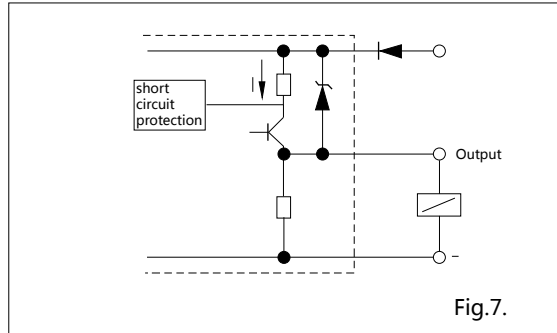 I
short
circuit
protection
Output
–
Fig.7.